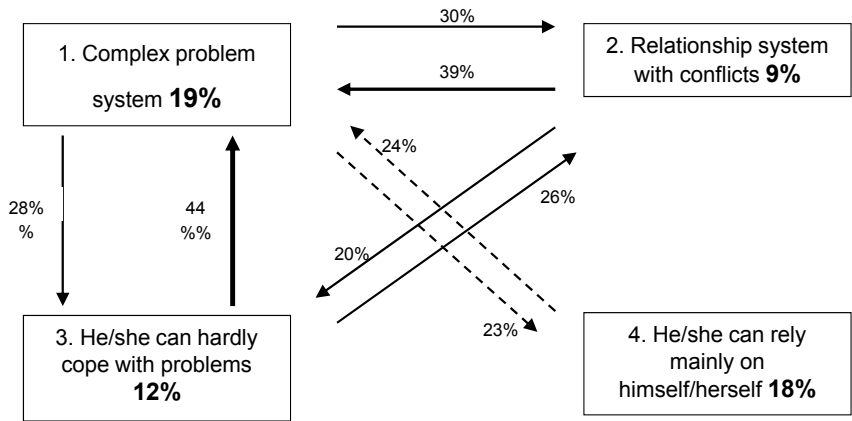 30%
1. Complex problem
system 19%
2. Relationship system
with conflicts 9%
39%
24%
28%
%
44
%%
26%
20%
23%
3. He/she can hardly
cope with problems
12%
4. He/she can rely
mainly on
himself/herself 18%